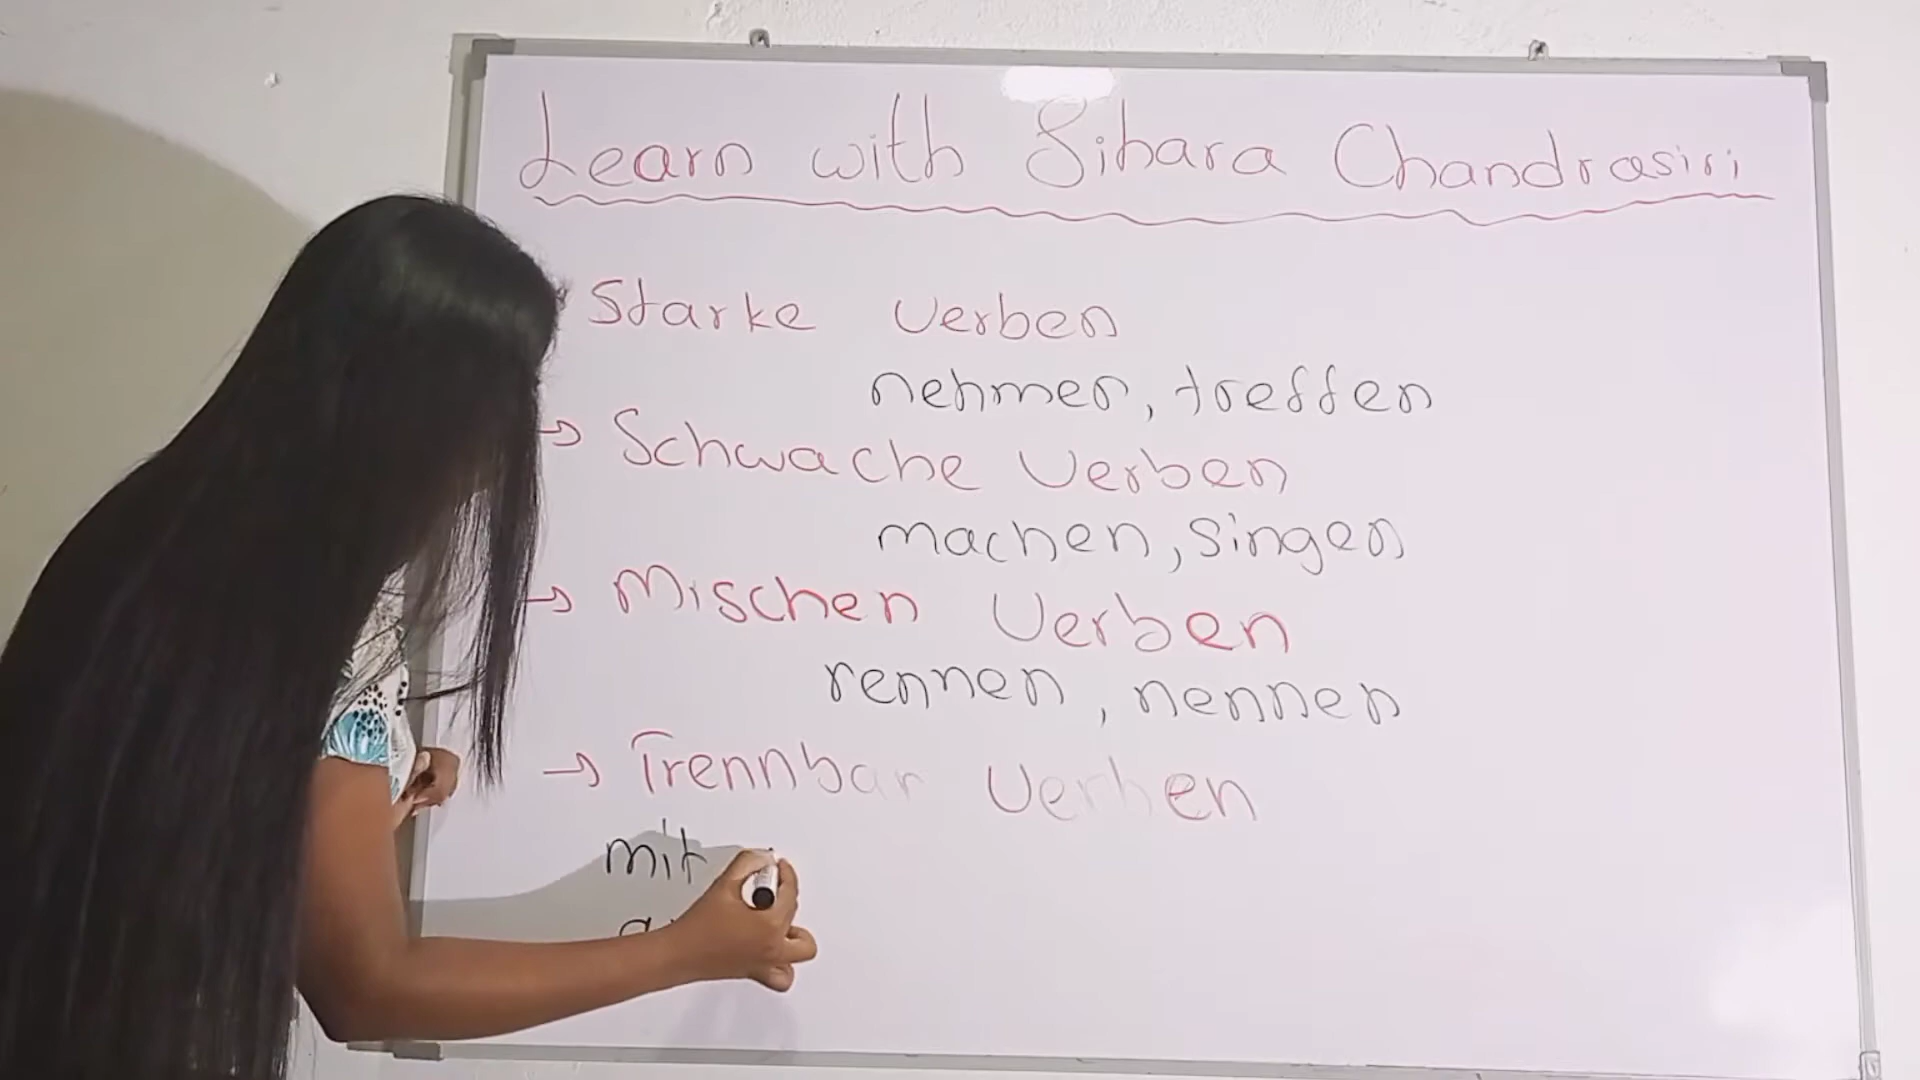 Learn with Sihara Chandrasiri
Starke Verben
nehmen, treffen
→ Schwache Verben
machen, singen
→ Mischen Verben
rennen, nennen
→ Trennbar Verben
mit